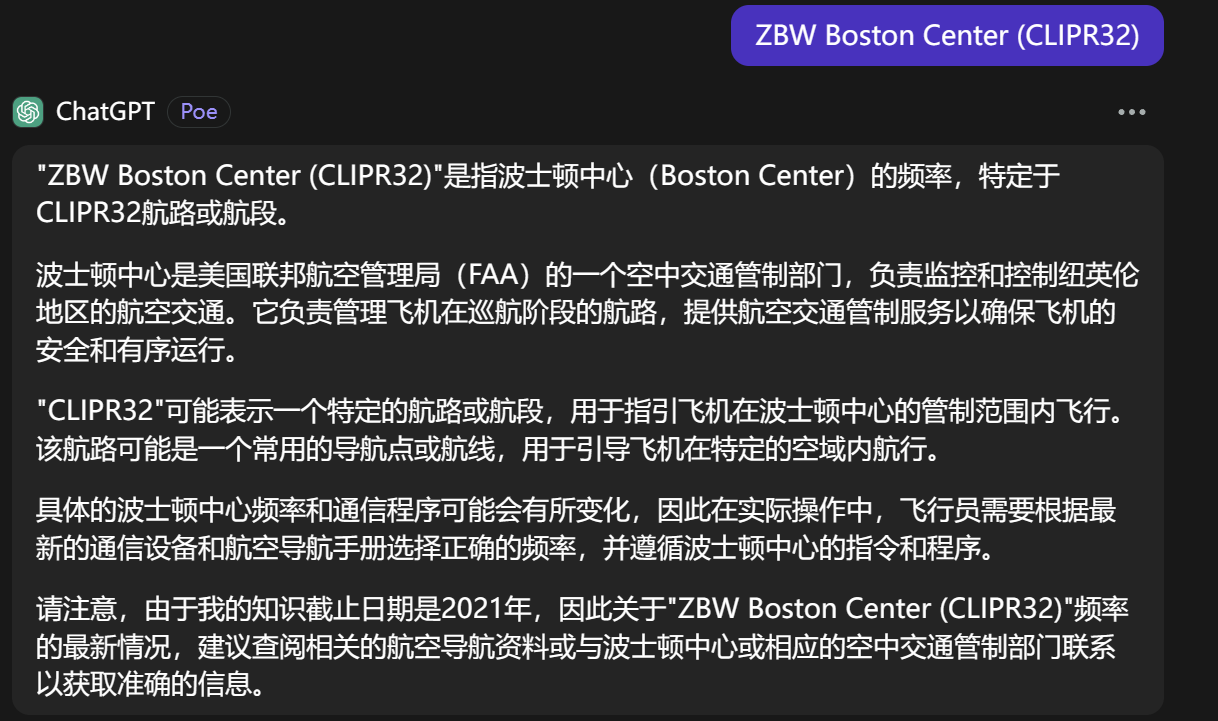 ZBW Boston Center (CLIPR32)
ChatGPT Poe
"ZBW Boston Center (CLIPR32)"是指波士顿中心（Boston Center）的频率，特定于
CLIPR32航路或航段。
波士顿中心是美国联邦航空管理局（FAA）的一个空中交通管制部门，负责监控和控制纽英伦
地区的航空交通。它负责管理飞机在巡航阶段的航路，提供航空交通管制服务以确保飞机的
安全和有序运行。
"CLIPR32"可能表示一个特定的航路或航段，用于指引飞机在波士顿中心的管制范围内飞行。
该航路可能是一个常用的导航点或航线，用于引导飞机在特定的空域内航行。
具体的波士顿中心频率和通信程序可能会有所变化，因此在实际操作中，飞行员需要根据最
新的通信设备和航空导航手册选择正确的频率，并遵循波士顿中心的指令和程序。
请注意，由于我的知识截止日期是2021年，因此关于"ZBW Boston Center (CLIPR32)"频率
的最新情况，建议查阅相关的航空导航资料或与波士顿中心或相应的空中交通管制部门联系
以获取准确的信息。